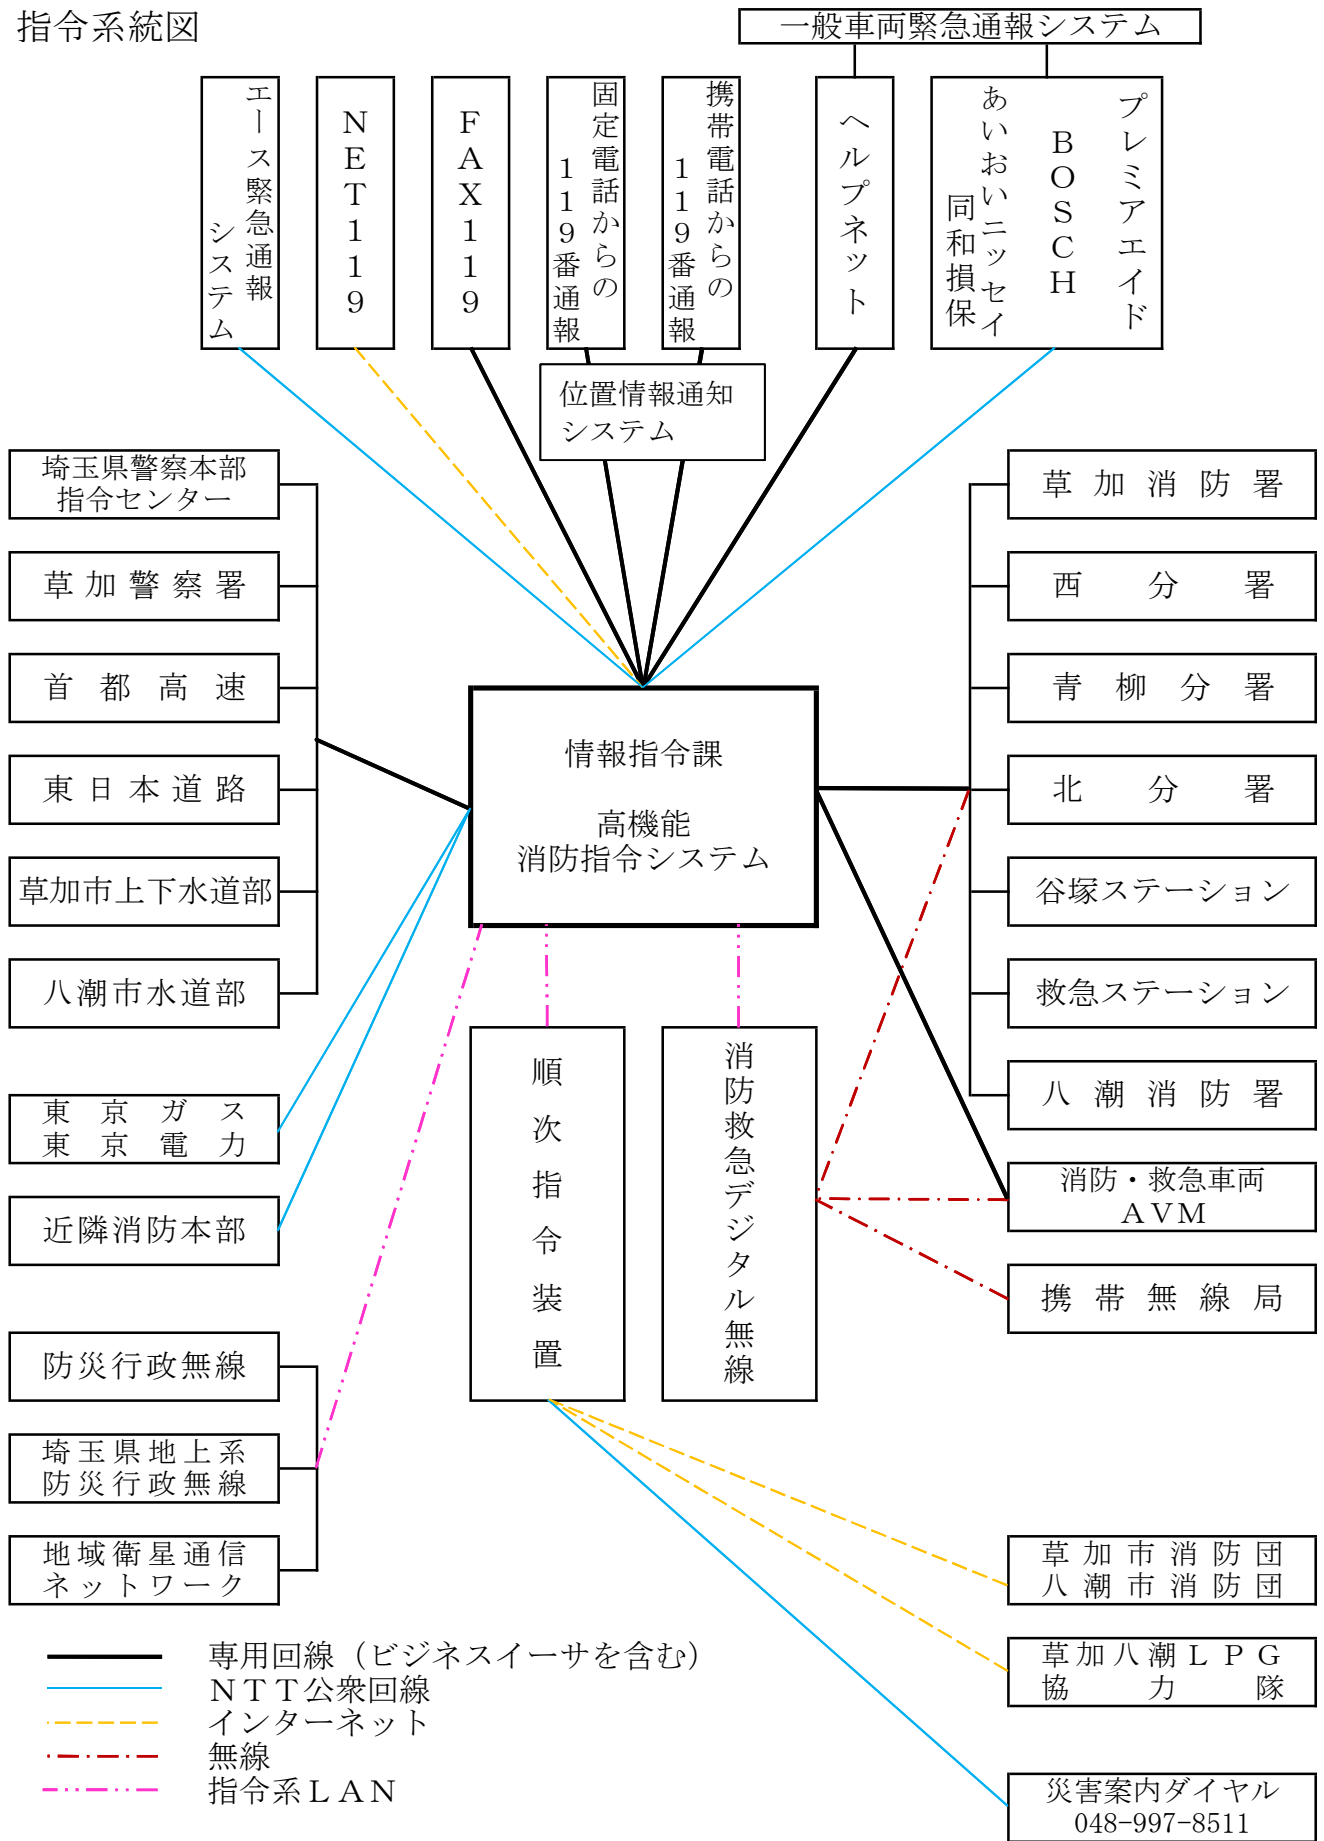 指令系統図
一般車両緊急通報システム
エース緊急通報
システム
NET119
FAX119
固定電話からの
119番通報
携帯電話からの
119番通報
ヘルプネット
プレミアエイド
BOSCH
あいおいニッセイ
同和損保
位置情報通知
システム
埼玉県警察本部
指令センター
草加警察署
首都高速
東日本道路
草加市上下水道部
八潮市水道部
東京ガス
東京電力
近隣消防本部
防災行政無線
埼玉県地上系
防災行政無線
地域衛星通信
ネットワーク
情報指令課
高機能
消防指令システム
順次指令装置
消防救急デジタル無線
草加消防署
西分署
青柳分署
北分署
谷塚ステーション
救急ステーション
八潮消防署
消防・救急車両
AVM
携帯無線局
草加市消防団
八潮市消防団
草加八潮LPG
協力隊
災害案内ダイヤル
048-997-8511
専用回線(ビジネスイーサを含む)
NTT公衆回線
インターネット
無線
指令系LAN